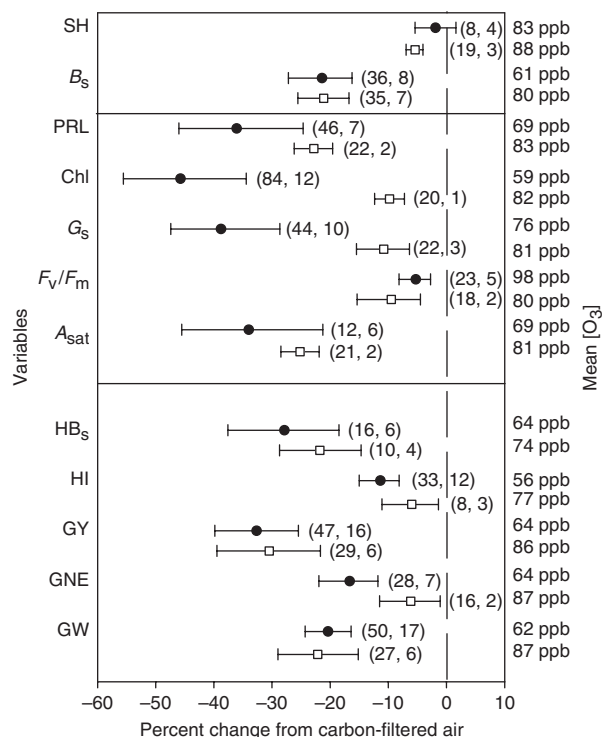 SH
(8, 4)
83 ppb
(19, 3)
88 ppb
Bs
(36, 8)
61 ppb
(35, 7)
80 ppb
PRL
(46, 7)
69 ppb
(22, 2)
83 ppb
Chl
(84, 12)
59 ppb
(20, 1)
82 ppb
Gs
(44, 10)
76 ppb
(22, 3)
81 ppb
Fv/Fm
(23, 5)
98 ppb
(18, 2)
80 ppb
Asat
(12, 6)
69 ppb
(21, 2)
81 ppb
HBs
(16, 6)
64 ppb
(10, 4)
74 ppb
HI
(33, 12)
56 ppb
(8, 3)
77 ppb
GY
(47, 16)
64 ppb
(29, 6)
86 ppb
GNE
(28, 7)
64 ppb
(16, 2)
87 ppb
GW
(50, 17)
62 ppb
(27, 6)
87 ppb
Variables
Mean [O3]
–60 –50 –40 –30 –20 –10 0 10
Percent change from carbon-filtered air